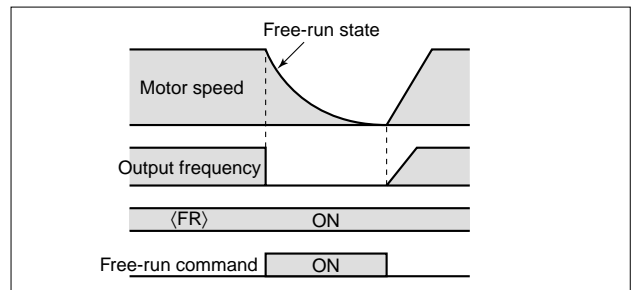 Free-run state
Motor speed
Output frequency
⟨FR⟩ ON
Free-run command ON